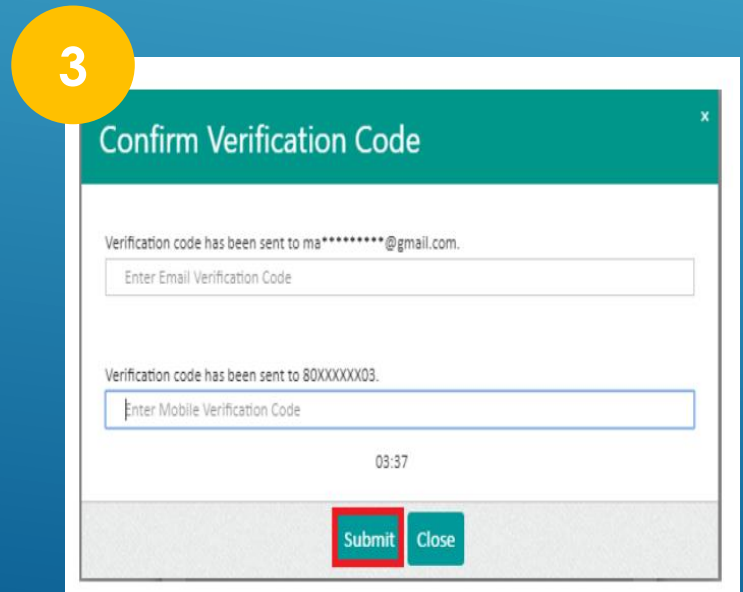 3
Confirm Verification Code
x
Verification code has been sent to ma*********@gmail.com.
Enter Email Verification Code
Verification code has been sent to 80XXXXXX03.
Enter Mobile Verification Code
03:37
Submit Close